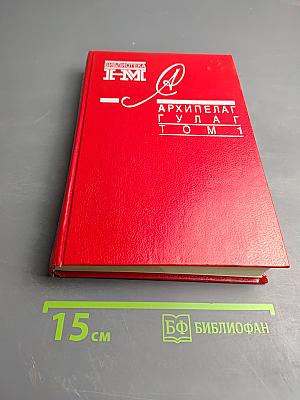 БИБЛИОТЕКА
НМ
А
АРХИПЕЛАГ
ГУЛАГ
ТОМ 1
15 см
БФ БИБЛИОФАН